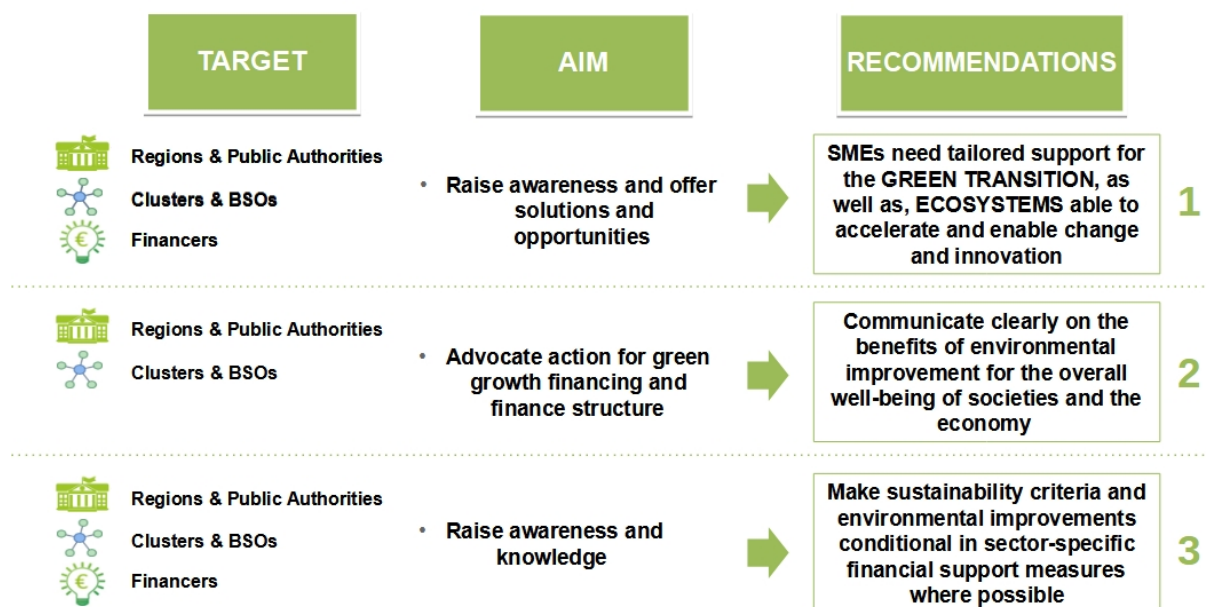 TARGET
AIM
RECOMMENDATIONS
Regions & Public Authorities
Clusters & BSOs
Financers
• Raise awareness and offer
solutions and
opportunities
SMEs need tailored support for
the GREEN TRANSITION, as
well as, ECOSYSTEMS able to
accelerate and enable change
and innovation
1
Regions & Public Authorities
Clusters & BSOs
• Advocate action for green
growth financing and
finance structure
Communicate clearly on the
benefits of environmental
improvement for the overall
well-being of societies and the
economy
2
Regions & Public Authorities
Clusters & BSOs
Financers
• Raise awareness and
knowledge
Make sustainability criteria and
environmental improvements
conditional in sector-specific
financial support measures
where possible
3